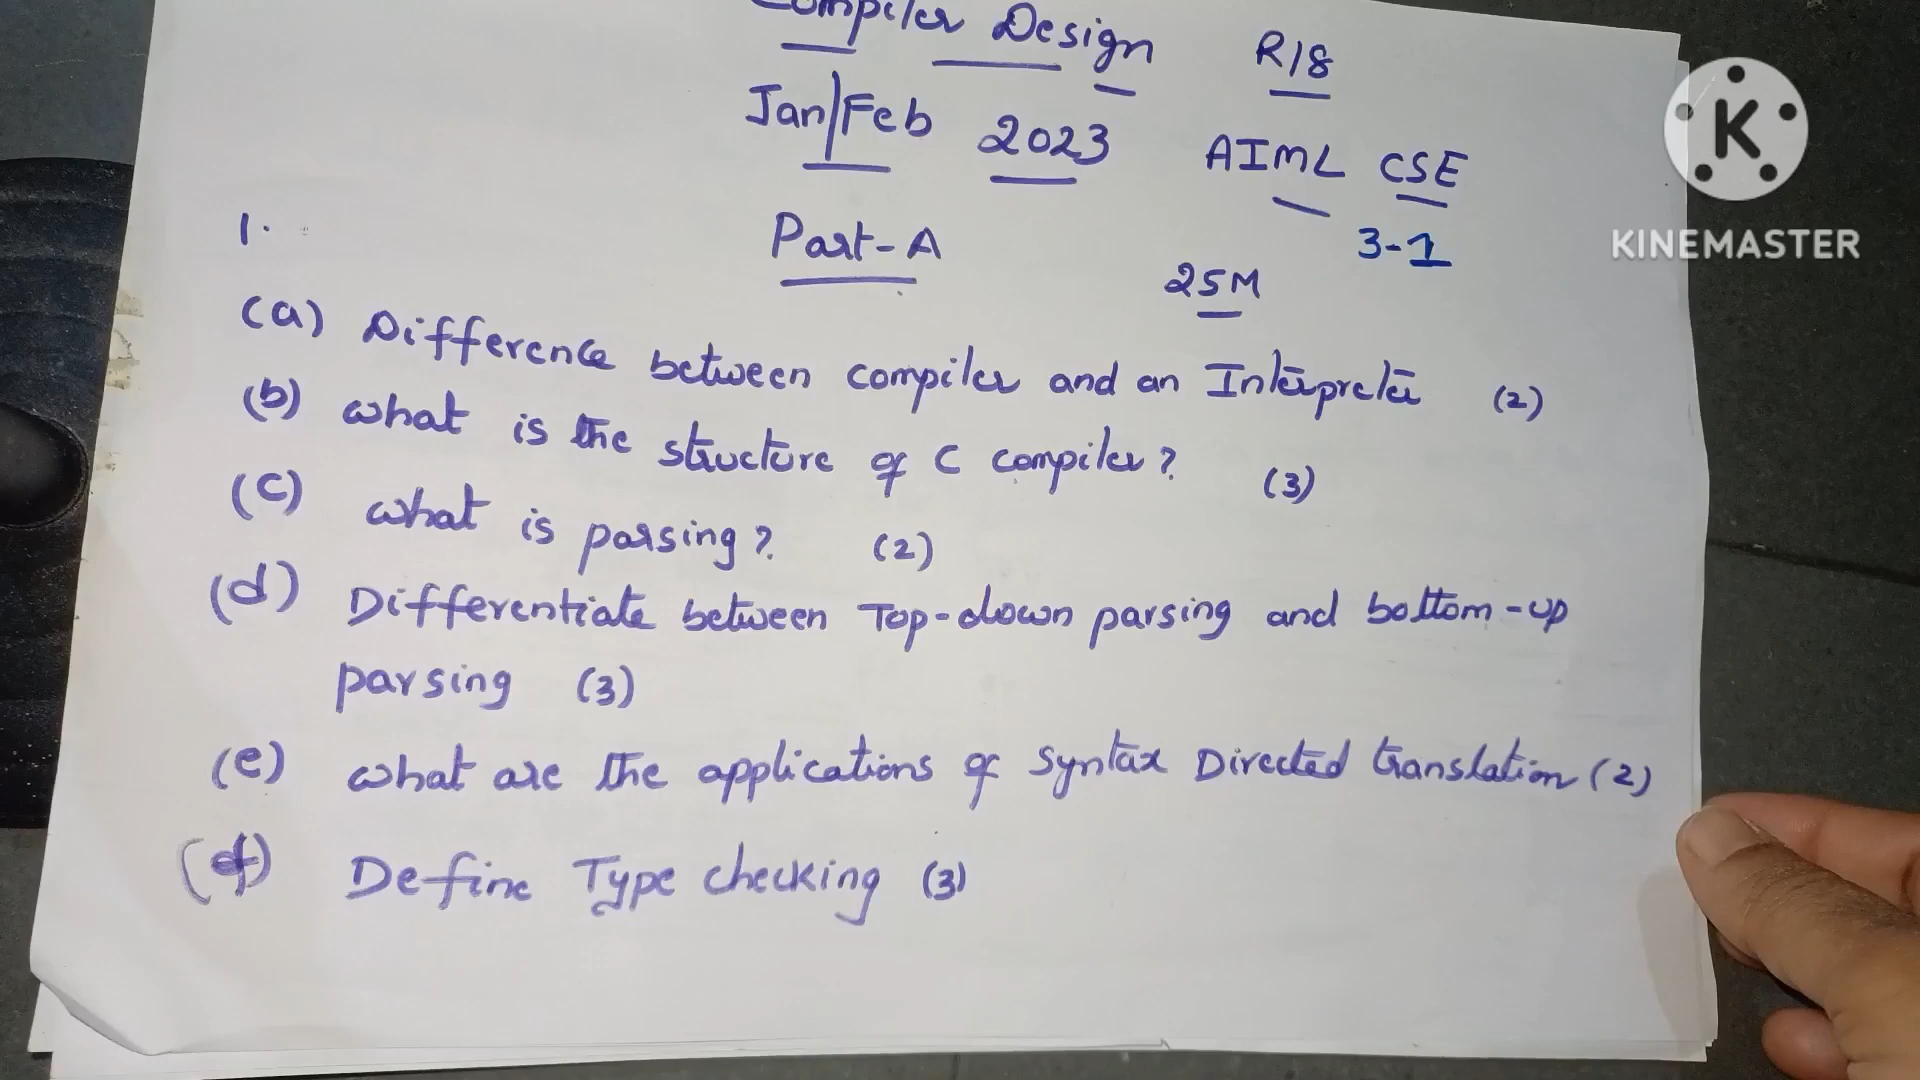 Compiler Design R18
Jan/Feb 2023 AIML CSE
3-1
1. Part-A
25M
(a) Difference between compiler and an Interpreter (2)
(b) what is the structure of C compiler? (3)
(c) what is parsing? (2)
(d) Differentiate between Top-down parsing and bottom-up
parsing (3)
(e) what are the applications of Syntax Directed translation (2)
(f) Define Type checking (3)
K
KINEMASTER